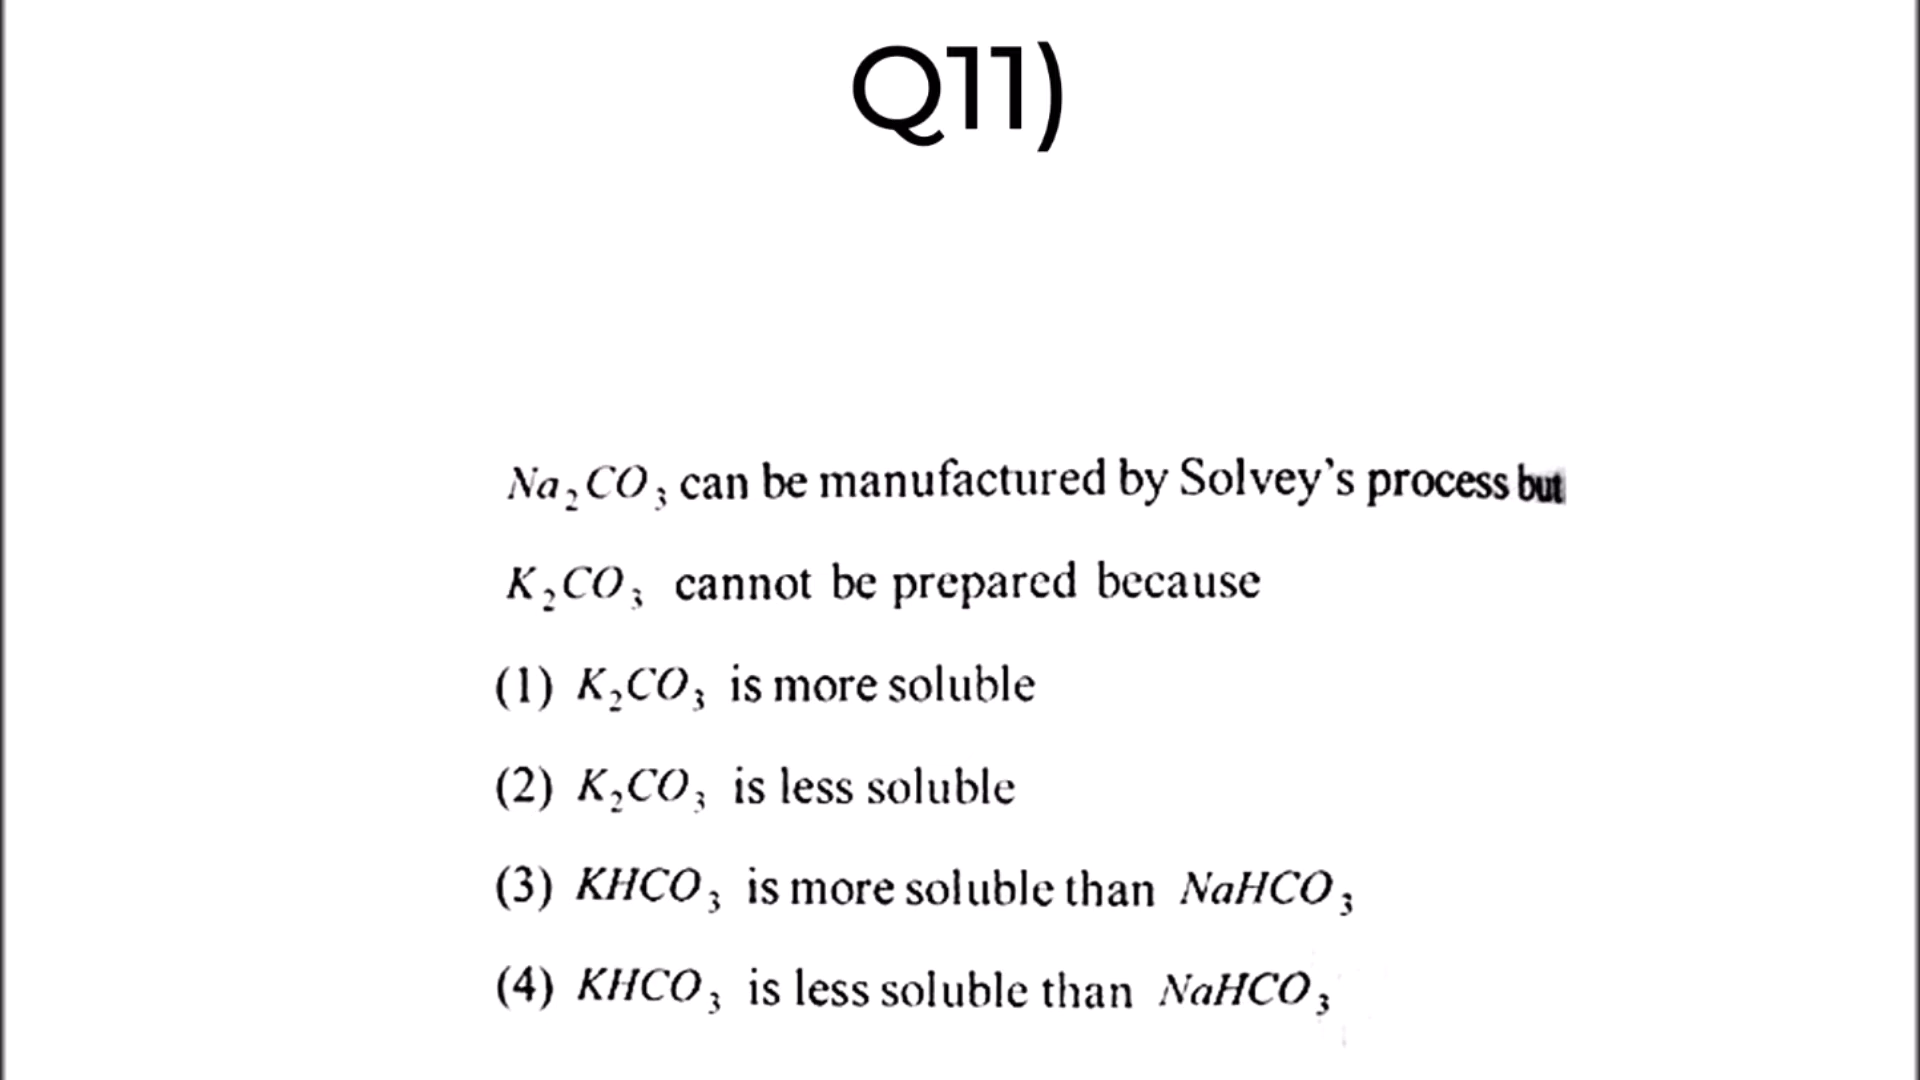 Q11)
Na₂CO₃ can be manufactured by Solvey's process but
K₂CO₃ cannot be prepared because
(1) K₂CO₃ is more soluble
(2) K₂CO₃ is less soluble
(3) KHCO₃ is more soluble than NaHCO₃
(4) KHCO₃ is less soluble than NaHCO₃